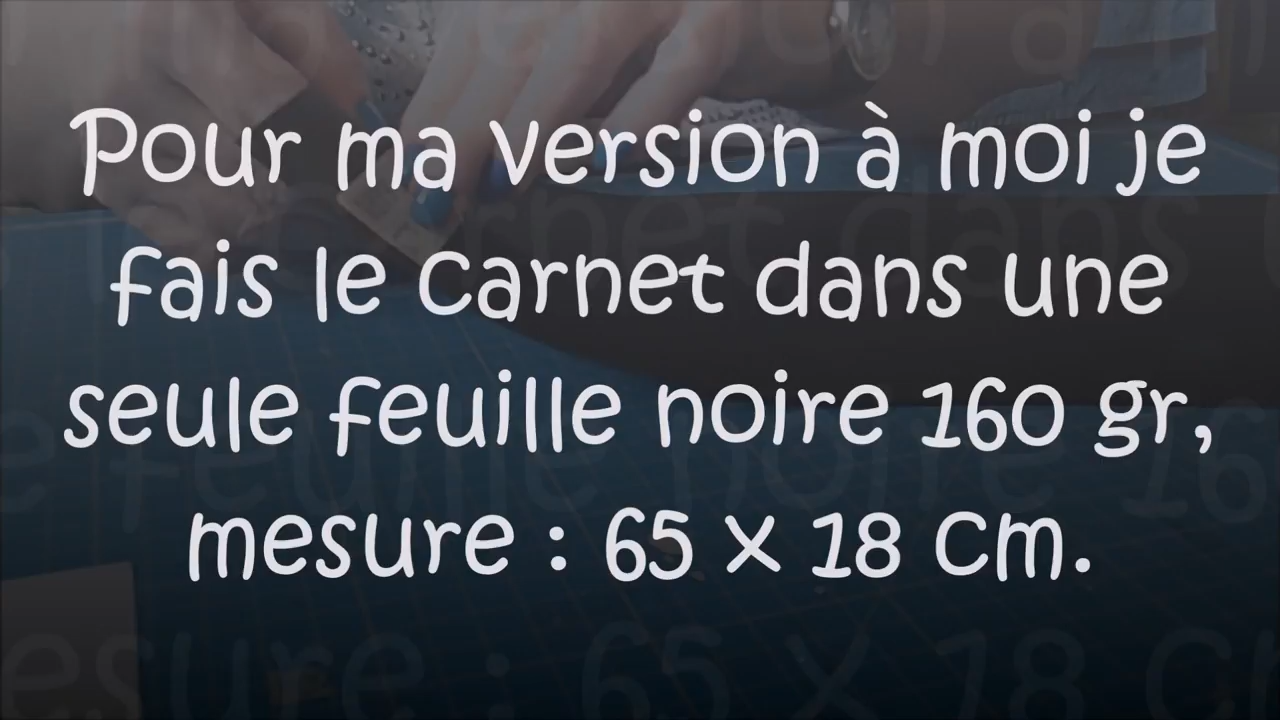 Pour ma version à moi je
fais le carnet dans une
seule feuille noire 160 gr,
mesure : 65 x 18 cm.